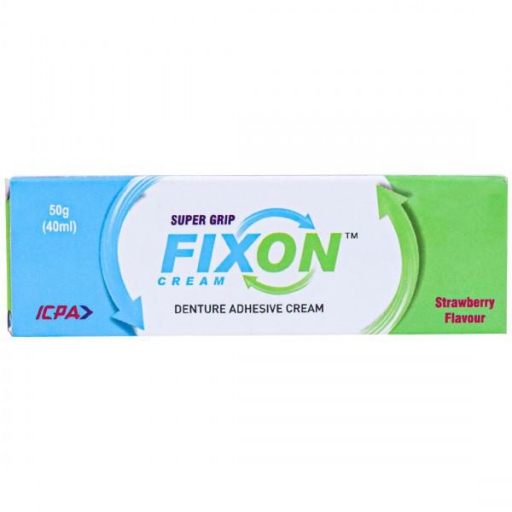 50g
(40ml)
ICPA
SUPER GRIP
FIXON™
CREAM
DENTURE ADHESIVE CREAM
Strawberry
Flavour